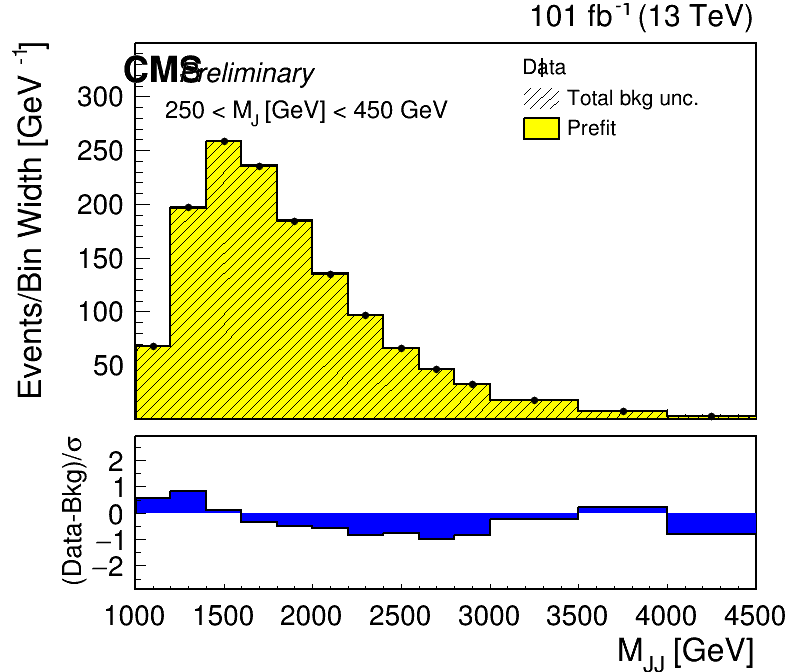 101 fb-1 (13 TeV)
CMS Preliminary
250 < MJ [GeV] < 450 GeV
Data
Total bkg unc.
Prefit
Events/Bin Width [GeV-1]
300
250
200
150
100
50
(Data-Bkg)/σ
2
1
0
−1
−2
1000 1500 2000 2500 3000 3500 4000 4500
MJJ [GeV]